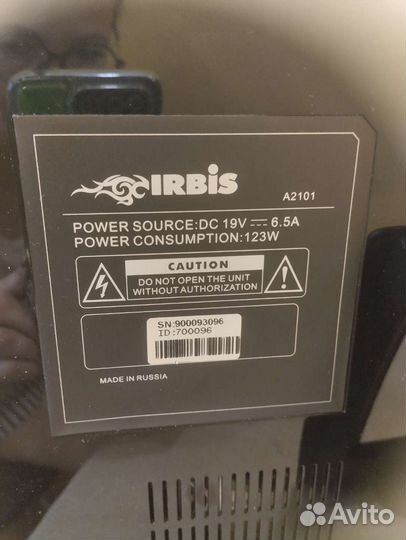 IRBIS
A2101
POWER SOURCE:DC 19V ⎓ 6.5A
POWER CONSUMPTION:123W
CAUTION
DO NOT OPEN THE UNIT
WITHOUT AUTHORIZATION
SN:900093096
ID:700096
MADE IN RUSSIA
Avito